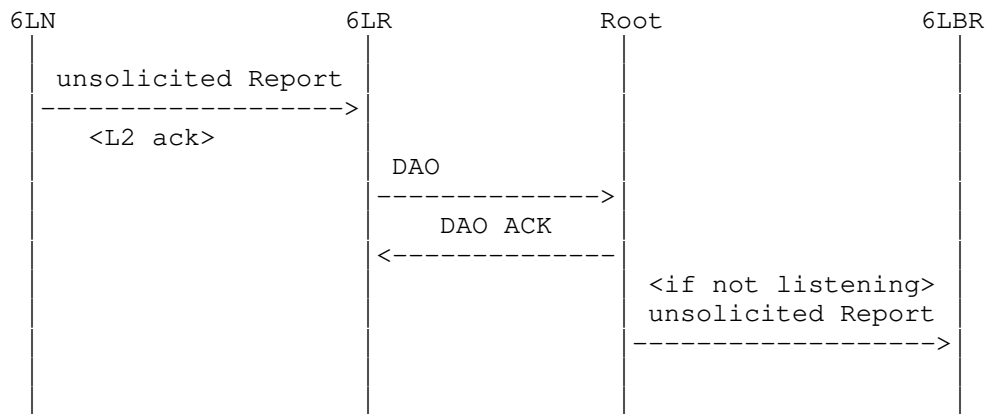 6LN 6LR Root 6LBR
unsolicited Report
<L2 ack>
DAO
DAO ACK
<if not listening>
unsolicited Report